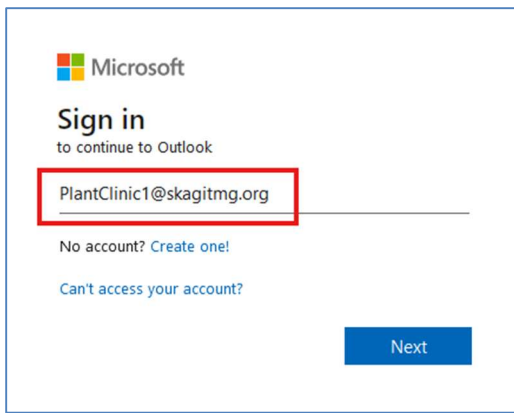 Microsoft
Sign in
to continue to Outlook
PlantClinic1@skagitmg.org
No account? Create one!
Can't access your account?
Next